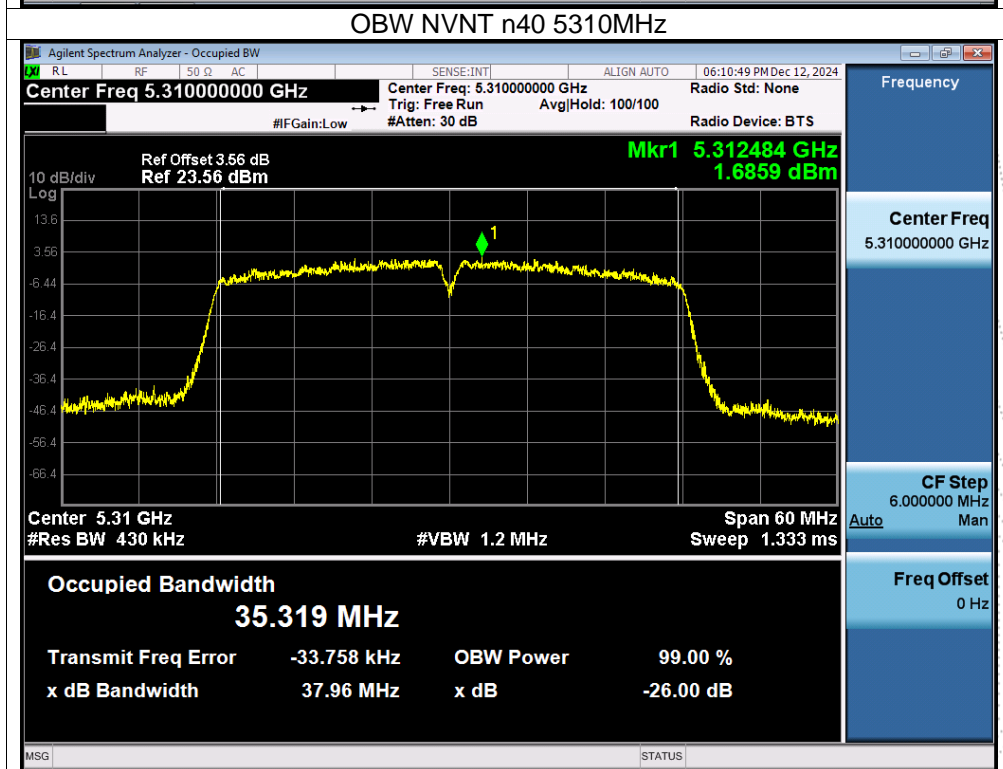 OBW NVNT n40 5310MHz
Agilent Spectrum Analyzer - Occupied BW
LXI RL RF 50 Ω AC SENSE:INT ALIGN AUTO 06:10:49 PM Dec 12, 2024
Center Freq 5.310000000 GHz Center Freq: 5.310000000 GHz Radio Std: None
Trig: Free Run Avg|Hold: 100/100
#IFGain:Low #Atten: 30 dB Radio Device: BTS
Mkr1 5.312484 GHz
1.6859 dBm
Ref Offset 3.56 dB
10 dB/div Ref 23.56 dBm
Log
13.6
3.56
-6.44
-16.4
-26.4
-36.4
-46.4
-56.4
-66.4
1
Center 5.31 GHz Span 60 MHz
#Res BW 430 kHz #VBW 1.2 MHz Sweep 1.333 ms
Occupied Bandwidth
35.319 MHz
Transmit Freq Error -33.758 kHz OBW Power 99.00 %
x dB Bandwidth 37.96 MHz x dB -26.00 dB
MSG STATUS
Frequency
Center Freq
5.310000000 GHz
CF Step
6.000000 MHz
Auto Man
Freq Offset
0 Hz